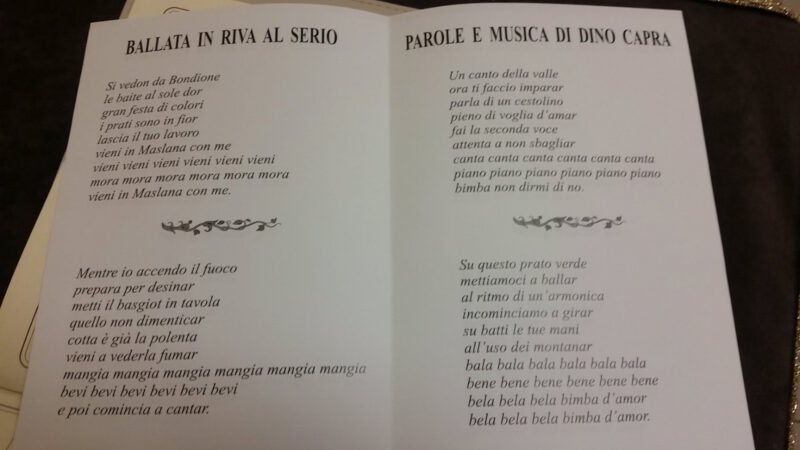 BALLATA IN RIVA AL SERIO
Si vedon da Bondione
le baite al sole dor
gran festa di colori
i prati sono in fior
lascia il tuo lavoro
vieni in Maslana con me
vieni vieni vieni vieni vieni vieni
mora mora mora mora mora mora
vieni in Maslana con me.
Mentre io accendo il fuoco
prepara per desinar
metti il basgiot in tavola
quello non dimenticar
cotta è già la polenta
vieni a vederla fumar
mangia mangia mangia mangia mangia mangia
bevi bevi bevi bevi bevi bevi
e poi comincia a cantar.
PAROLE E MUSICA DI DINO CAPRA
Un canto della valle
ora ti faccio imparar
parla di un cestolino
pieno di voglia d'amar
fai la seconda voce
attenta a non sbagliar
canta canta canta canta canta canta
piano piano piano piano piano piano
bimba non dirmi di no.
Su questo prato verde
mettiamoci a ballar
al ritmo di un'armonica
incominciamo a girar
su batti le tue mani
all'uso dei montanar
bala bala bala bala bala bala
bene bene bene bene bene bene
bela bela bela bimba d'amor
bela bela bela bimba d'amor.